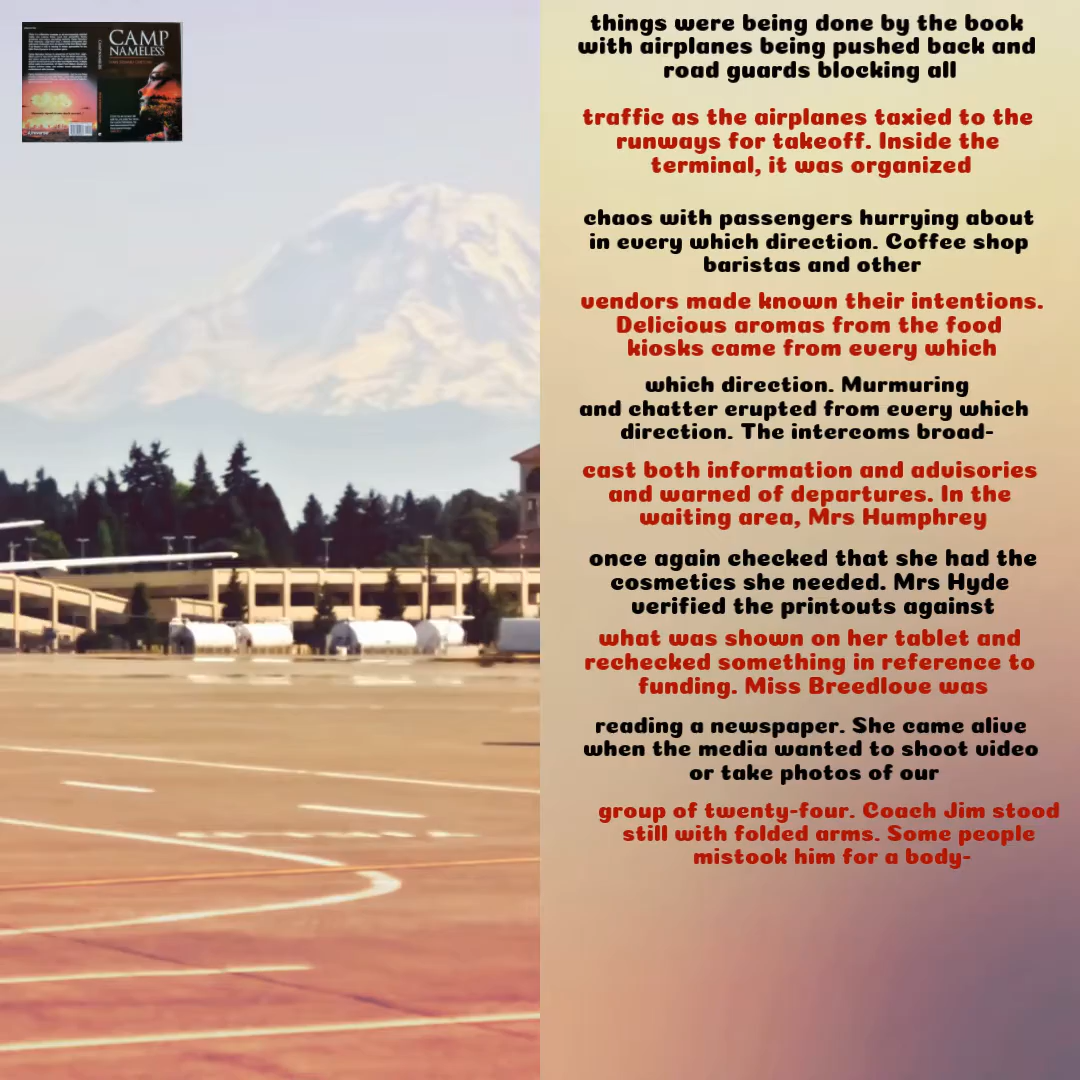 CAMP
NAMELESS
things were being done by the book
with airplanes being pushed back and
road guards blocking all
traffic as the airplanes taxied to the
runways for takeoff. Inside the
terminal, it was organized
chaos with passengers hurrying about
in every which direction. Coffee shop
baristas and other
vendors made known their intentions.
Delicious aromas from the food
kiosks came from every which
which direction. Murmuring
and chatter erupted from every which
direction. The intercoms broad-
cast both information and advisories
and warned of departures. In the
waiting area, Mrs Humphrey
once again checked that she had the
cosmetics she needed. Mrs Hyde
verified the printouts against
what was shown on her tablet and
rechecked something in reference to
funding. Miss Breedlove was
reading a newspaper. She came alive
when the media wanted to shoot video
or take photos of our
group of twenty-four. Coach Jim stood
still with folded arms. Some people
mistook him for a body-